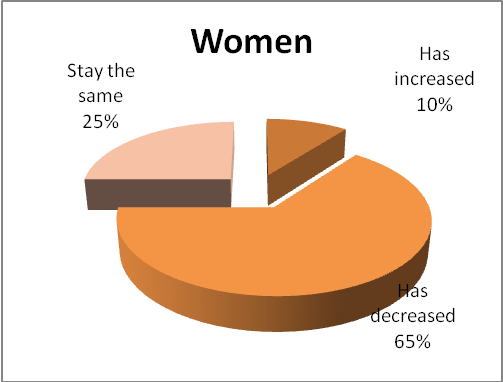 Women
Stay the
same
25%
Has
increased
10%
Has
decreased
65%